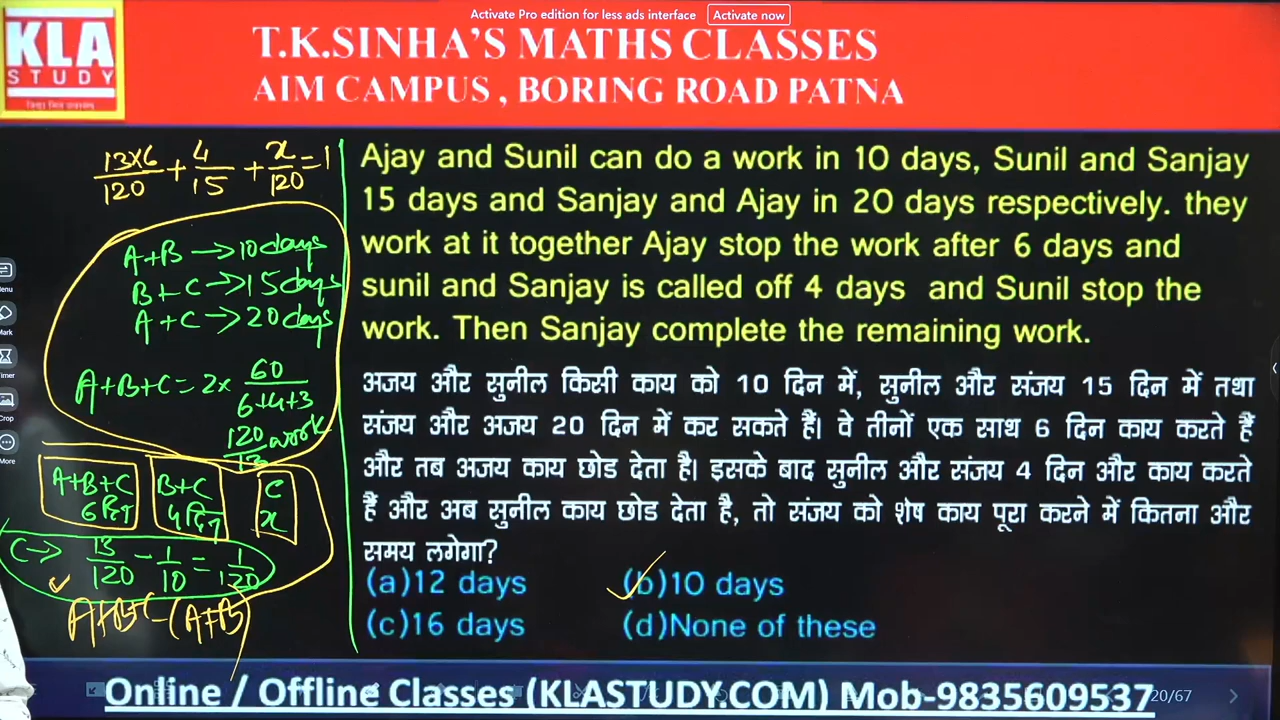 Activate Pro edition for less ads interface Activate now
KLA
STUDY
T.K.SINHA'S MATHS CLASSES
AIM CAMPUS , BORING ROAD PATNA
13×6/120 + 4/15 + x/120 = 1
A+B → 10 days
B+C → 15 days
A+C → 20 days
A+B+C = 2× 60/6+4+3
120/13 work
A+B+C 6 दिन
B+C 4 दिन
C x
C → 13/120 - 1/10 = 1/120
A+B+C - (A+B)
Ajay and Sunil can do a work in 10 days, Sunil and Sanjay
15 days and Sanjay and Ajay in 20 days respectively. they
work at it together Ajay stop the work after 6 days and
sunil and Sanjay is called off 4 days and Sunil stop the
work. Then Sanjay complete the remaining work.
अजय और सुनील किसी काय को 10 दिन में, सुनील और संजय 15 दिन में तथा
संजय और अजय 20 दिन में कर सकते हैं। वे तीनों एक साथ 6 दिन काय करते हैं
और तब अजय काय छोड देता है। इसके बाद सुनील और संजय 4 दिन और काय करते
हैं और अब सुनील काय छोड देता है, तो संजय को शेष काय पूरा करने में कितना और
समय लगेगा?
(a)12 days (b)10 days
(c)16 days (d)None of these
Menu
Mark
Timer
Crop
More
Online / Offline Classes (KLASTUDY.COM) Mob-9835609537
20/67